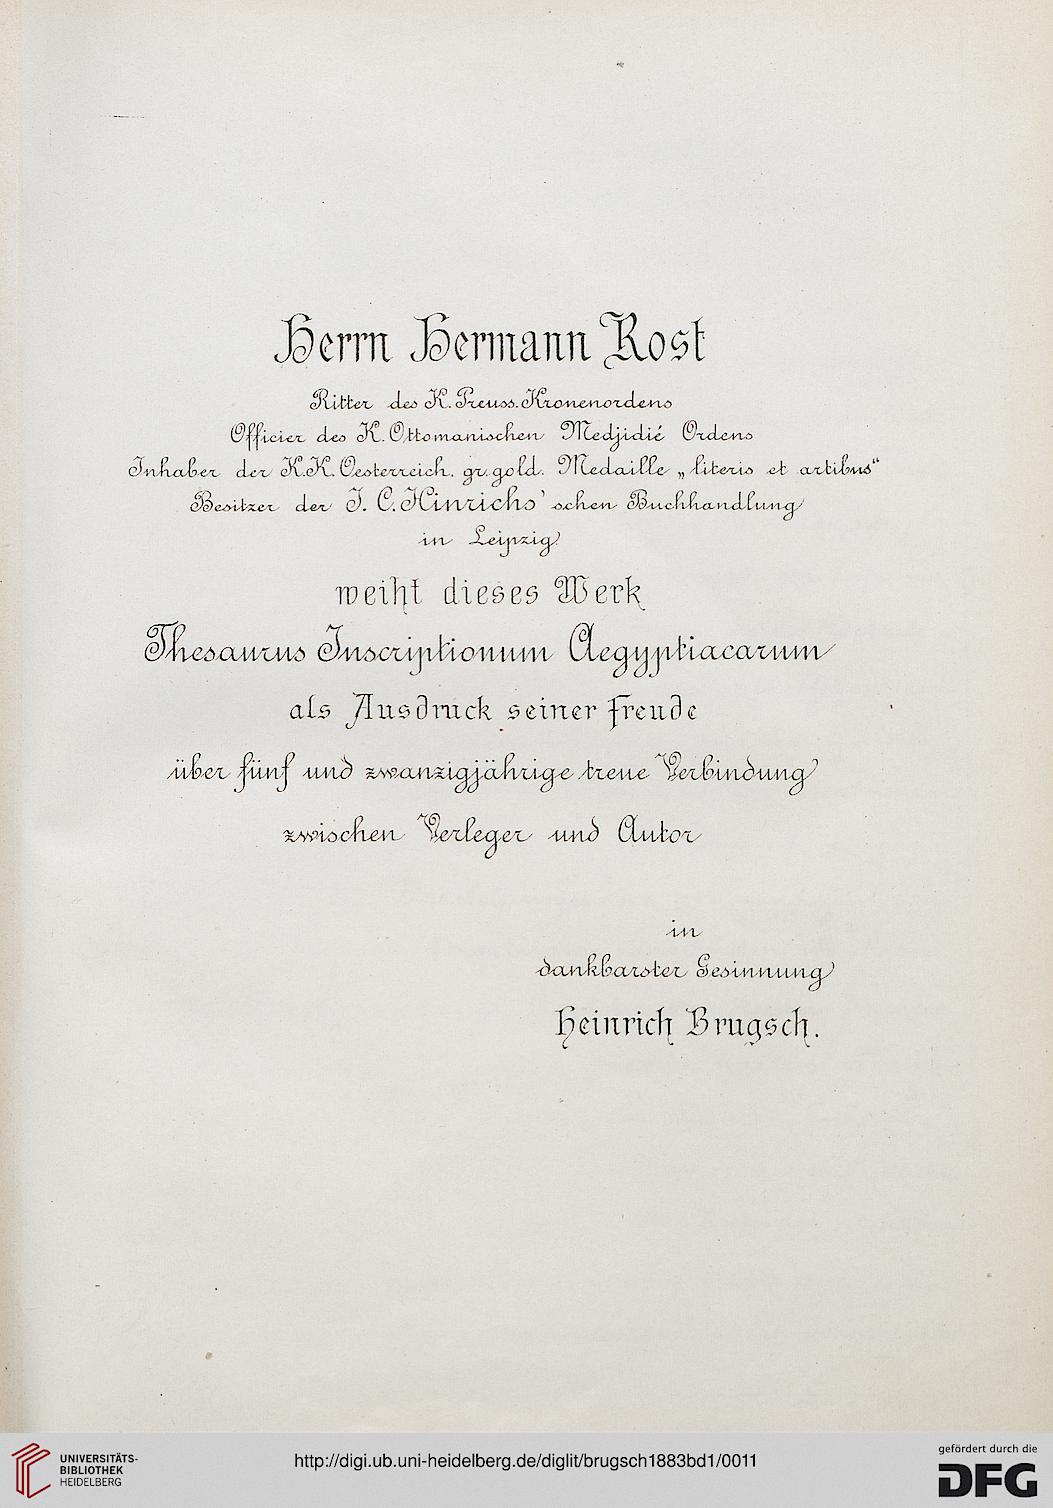 Herrn Hermann Rost
Ritter des K. Preuss. Kronenordens
Officier des K. Ottomanischen Medjidié Ordens
Inhaber der K.K. Oesterreich. gr. gold. Medaille „literis et artibus“
Besitzer der J. C. Hinrichs' schen Buchhandlung
in Leipzig
weiht dieses Werk
Thesaurus Inscriptionum Aegyptiacarum
als Ausdruck seiner Freude
über fünf und zwanzigjährige treue Verbindung
zwischen Verleger und Autor
in
dankbarster Gesinnung
Heinrich Brugsch.
UNIVERSITÄTS-
BIBLIOTHEK
HEIDELBERG
http://digi.ub.uni-heidelberg.de/diglit/brugsch1883bd1/0011
gefördert durch die
DFG